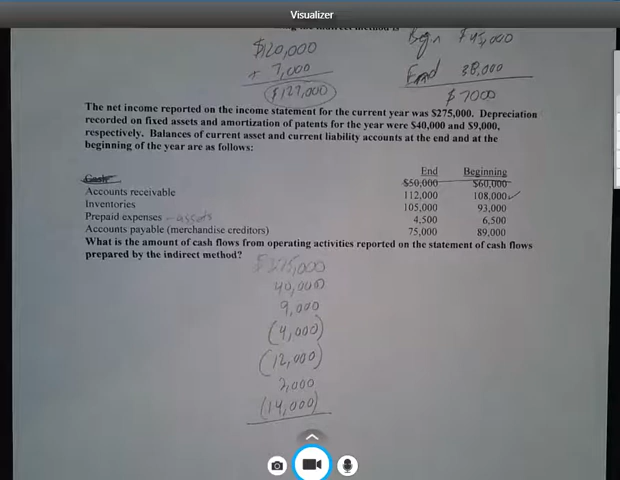 Visualizer
$120,000
Begn $45,000
+ 7,000
End 38,000
$127,000
$7000
The net income reported on the income statement for the current year was $275,000. Depreciation
recorded on fixed assets and amortization of patents for the year were $40,000 and $9,000,
respectively. Balances of current asset and current liability accounts at the end and at the
beginning of the year are as follows:
End Beginning
Cash $50,000 $60,000
Accounts receivable 112,000 108,000 ✓
Inventories 105,000 93,000
Prepaid expenses - assets 4,500 6,500
Accounts payable (merchandise creditors) 75,000 89,000
What is the amount of cash flows from operating activities reported on the statement of cash flows
prepared by the indirect method?
$275,000
40,000
9,000
(4,000)
(12,000)
2,000
(14,000)